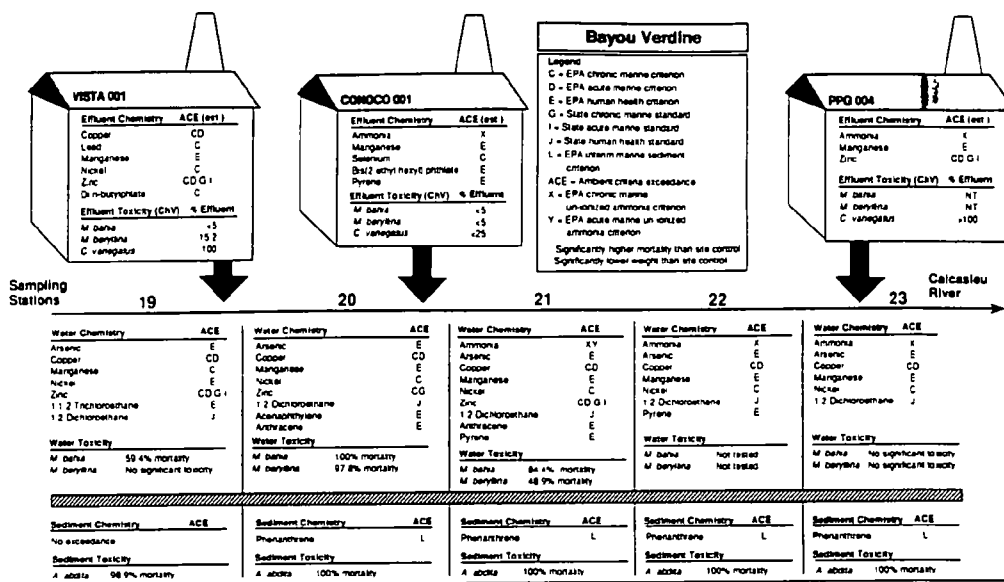 Bayou Verdine
Legend
C = EPA chronic marine criterion
D = EPA acute marine criterion
E = EPA human health criterion
G = State chronic marine standard
I = State acute marine standard
J = State human health standard
L = EPA interim marine sediment
criterion
ACE = Ambient criteria exceedance
X = EPA chronic marine
un-ionized ammonia criterion
Y = EPA acute marine un ionized
ammonia criterion
Significantly higher mortality than site control
Significantly lower weight than site control
VISTA 001
Effluent Chemistry ACE (est )
Copper CD
Lead C
Manganese E
Nickel C
Zinc CD G I
Di n-butyphlate C
Effluent Toxicity (ChV) % Effluent
M bahia <5
M beryllina 15.2
C variegatus 100
CONOCO 001
Effluent Chemistry ACE (est )
Ammonia X
Manganese E
Selenium C
Bis(2 ethyl hexyl) phthlate E
Pyrene E
Effluent Toxicity (ChV) % Effluent
M bahia <5
M beryllina <5
C variegatus <25
PPG 004
Effluent Chemistry ACE (est )
Ammonia X
Manganese E
Zinc CD G I
Effluent Toxicity (ChV) % Effluent
M bahia NT
M beryllina NT
C variegatus >100
Sampling
Stations
19 20 21 22 23
Calcasieu
River
Water Chemistry ACE
Arsenic E
Copper CD
Manganese C
Nickel E
Zinc CD G I
1 1 2 Trichloroethane E
1 2 Dichloroethane J
Water Toxicity
M bahia 59.4% mortality
M beryllina No significant toxicity
Water Chemistry ACE
Arsenic E
Copper CD
Manganese E
Nickel C
Zinc CG
1 2 Dichloroethane J
Acenaphthylene E
Anthracene E
Water Toxicity
M bahia 100% mortality
M beryllina 97.8% mortality
Water Chemistry ACE
Ammonia XY
Arsenic E
Copper CD
Manganese E
Nickel C
Zinc CD G I
1 2 Dichloroethane J
Anthracene E
Pyrene E
Water Toxicity
M bahia mortality
M beryllina 48.9% mortality
Water Chemistry ACE
Ammonia X
Arsenic E
Copper CD
Manganese E
Nickel C
1 2 Dichloroethane J
Pyrene E
Water Toxicity
M bahia Not tested
M beryllina Not tested
Water Chemistry ACE
Ammonia X
Arsenic E
Copper CD
Manganese E
Nickel C
1 2 Dichloroethane J
Water Toxicity
M bahia No significant toxicity
M beryllina No significant toxicity
Sediment Chemistry ACE
No exceedance
Sediment Toxicity
A abdita 98.9% mortality
Sediment Chemistry ACE
Phenanthrene L
Sediment Toxicity
A abdita 100% mortality
Sediment Chemistry ACE
Phenanthrene L
Sediment Toxicity
A abdita 100% mortality
Sediment Chemistry ACE
Phenanthrene L
Sediment Toxicity
A abdita 100% mortality
Sediment Chemistry ACE
Phenanthrene L
Sediment Toxicity
A abdita 100% mortality